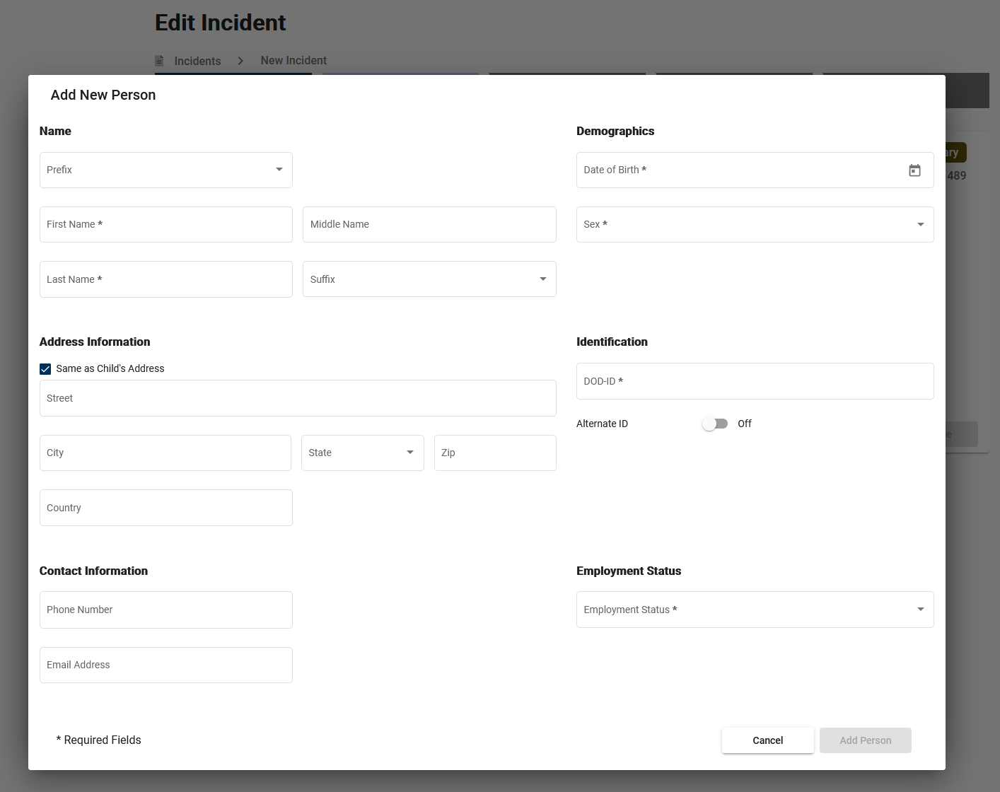 Edit Incident
Incidents New Incident
Add New Person
Name
Prefix
First Name *
Middle Name
Last Name *
Suffix
Demographics
Date of Birth *
Sex *
489
Address Information
Same as Child's Address
Street
City
State
Zip
Country
Identification
DOD-ID *
Alternate ID
Off
Contact Information
Phone Number
Email Address
Employment Status
Employment Status *
* Required Fields
Cancel
Add Person